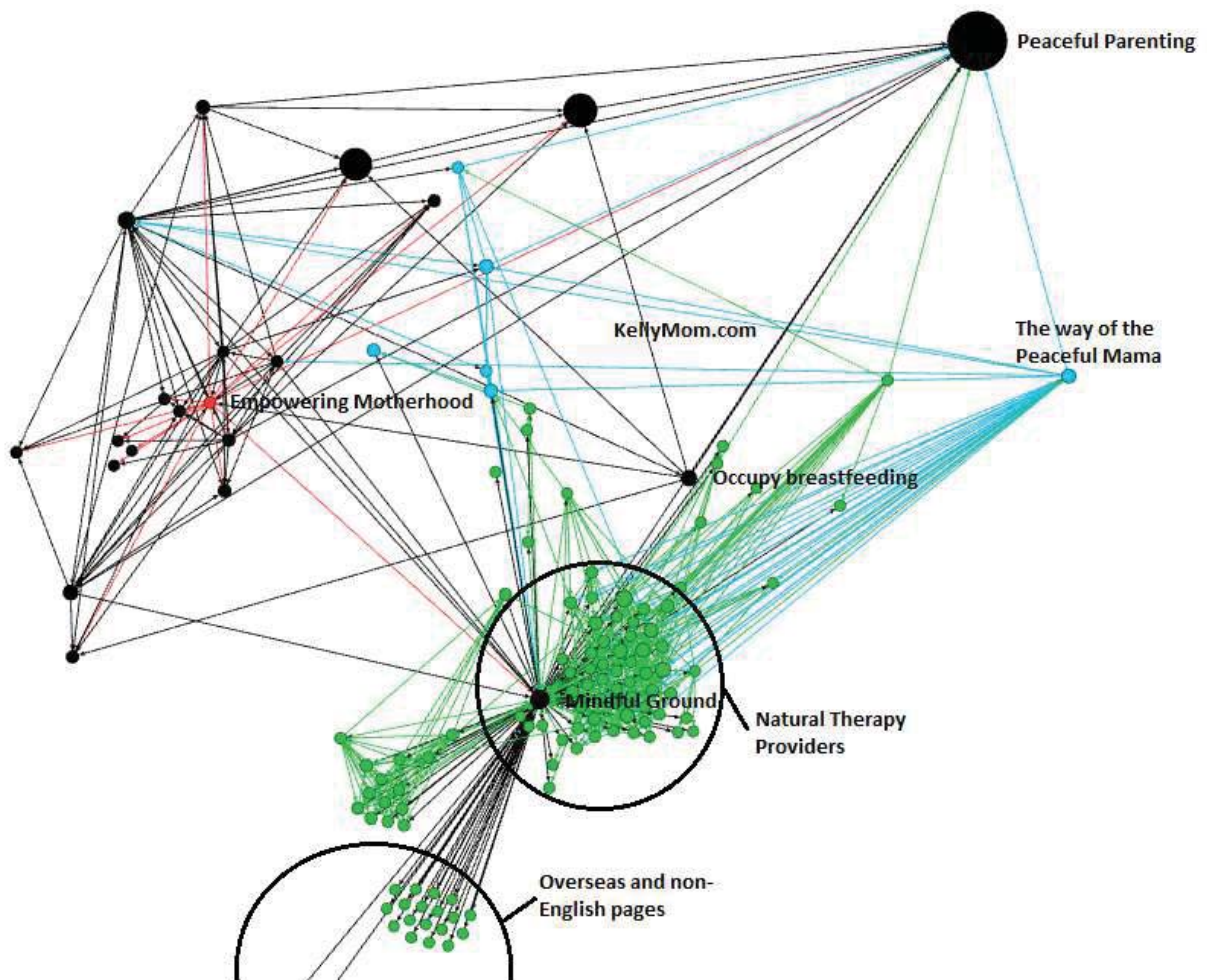 Peaceful Parenting
KellyMom.com
The way of the
Peaceful Mama
Empowering Motherhood
Occupy breastfeeding
Mindful Ground
Natural Therapy
Providers
Overseas and non-
English pages